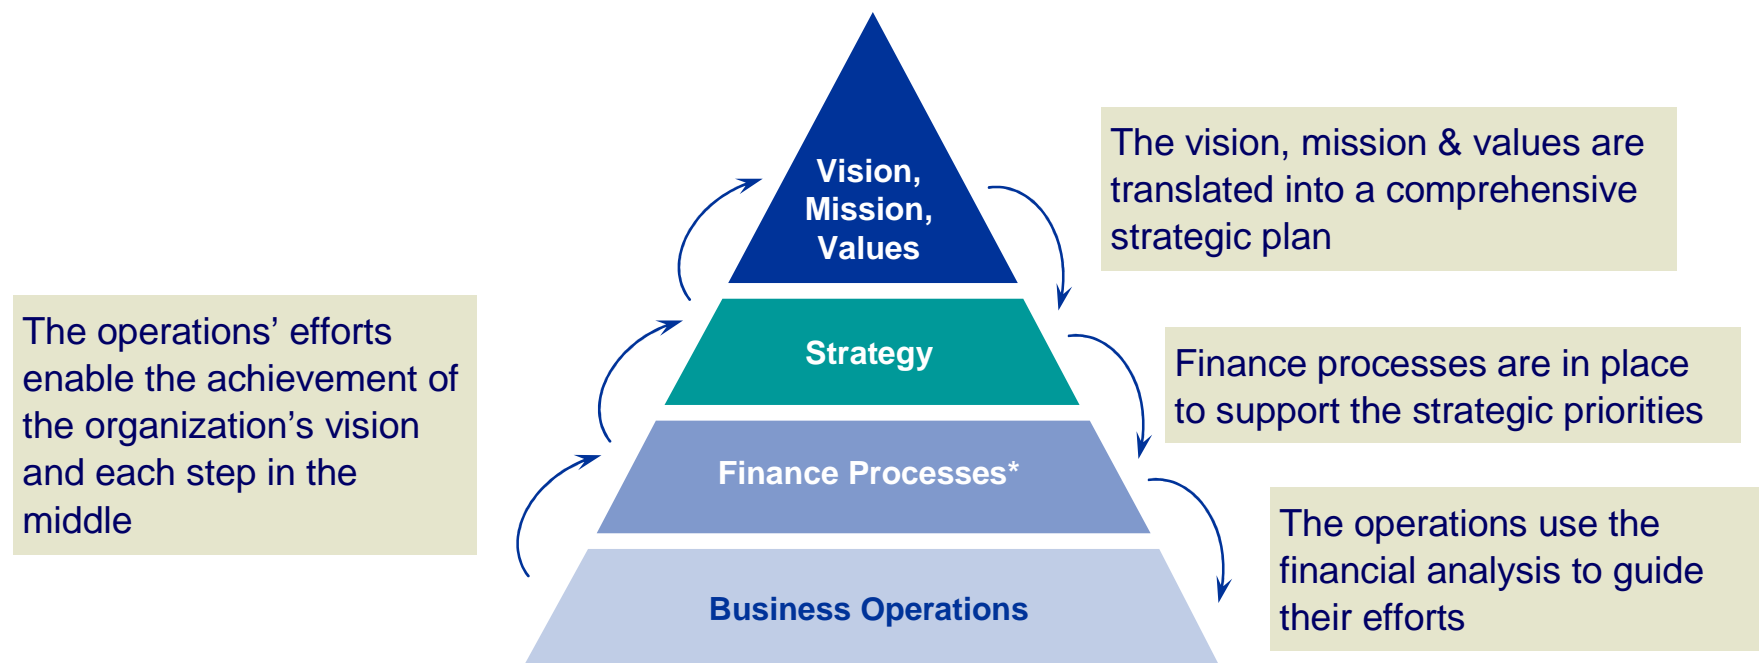 Vision,
Mission,
Values
The vision, mission & values are
translated into a comprehensive
strategic plan
The operations’ efforts
enable the achievement of
the organization’s vision
and each step in the
middle
Strategy
Finance processes are in place
to support the strategic priorities
Finance Processes*
The operations use the
financial analysis to guide
their efforts
Business Operations